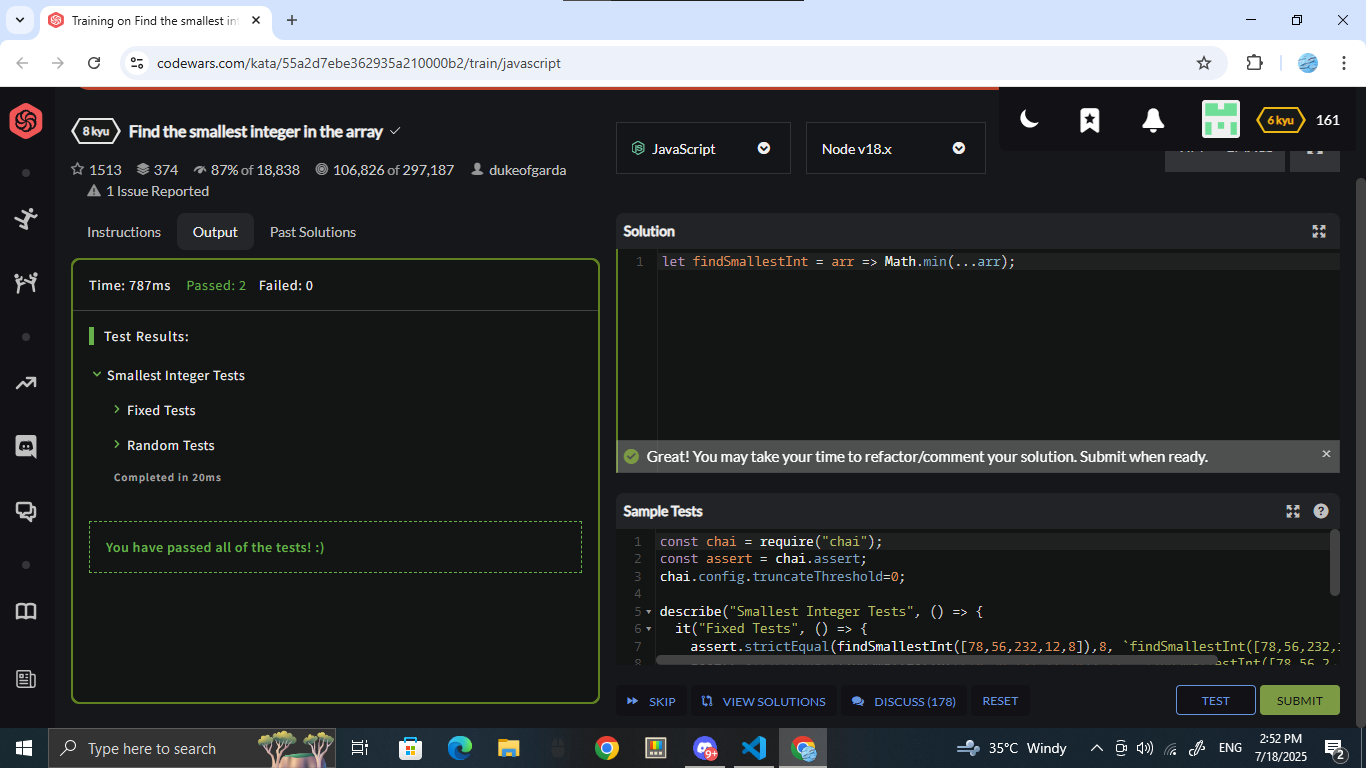 Training on Find the smallest int
codewars.com/kata/55a2d7ebe362935a210000b2/train/javascript
8 kyu Find the smallest integer in the array
1513 374 87% of 18,838 106,826 of 297,187 dukeofgarda
1 Issue Reported
JavaScript
Node v18.x
6 kyu 161
Instructions Output Past Solutions
Time: 787ms Passed: 2 Failed: 0
Test Results:
Smallest Integer Tests
Fixed Tests
Random Tests
Completed in 20ms
You have passed all of the tests! :)
Solution
1 let findSmallestInt = arr => Math.min(...arr);
Great! You may take your time to refactor/comment your solution. Submit when ready.
Sample Tests
1 const chai = require("chai");
2 const assert = chai.assert;
3 chai.config.truncateThreshold=0;
4
5 describe("Smallest Integer Tests", () => {
6 it("Fixed Tests", () => {
7 assert.strictEqual(findSmallestInt([78,56,232,12,8]),8, `findSmallestInt([78,56,232,1
8
SKIP VIEW SOLUTIONS DISCUSS (178) RESET TEST SUBMIT
Type here to search
9+
35°C Windy
ENG
2:52 PM
7/18/2025
2